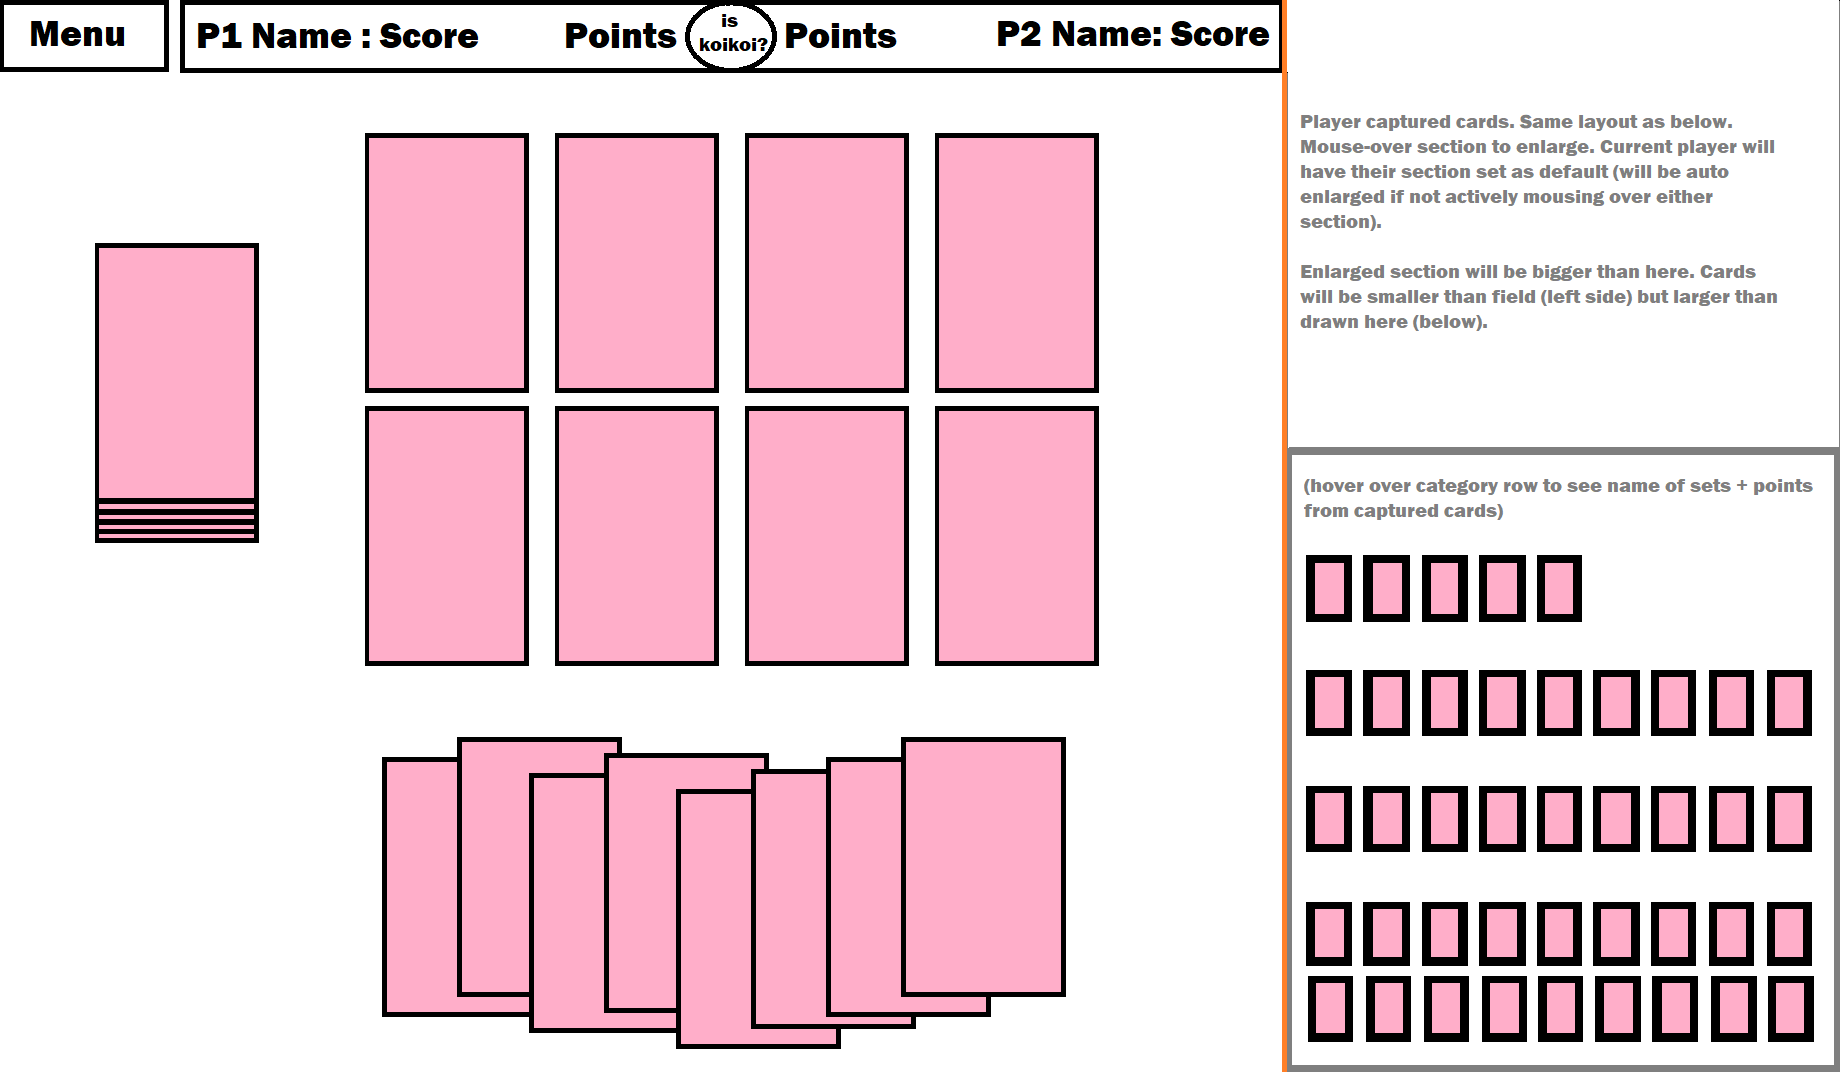 Menu
P1 Name : Score
Points
is
koikoi?
Points
P2 Name: Score
Player captured cards. Same layout as below.
Mouse-over section to enlarge. Current player will
have their section set as default (will be auto
enlarged if not actively mousing over either
section).
Enlarged section will be bigger than here. Cards
will be smaller than field (left side) but larger than
drawn here (below).
(hover over category row to see name of sets + points
from captured cards)